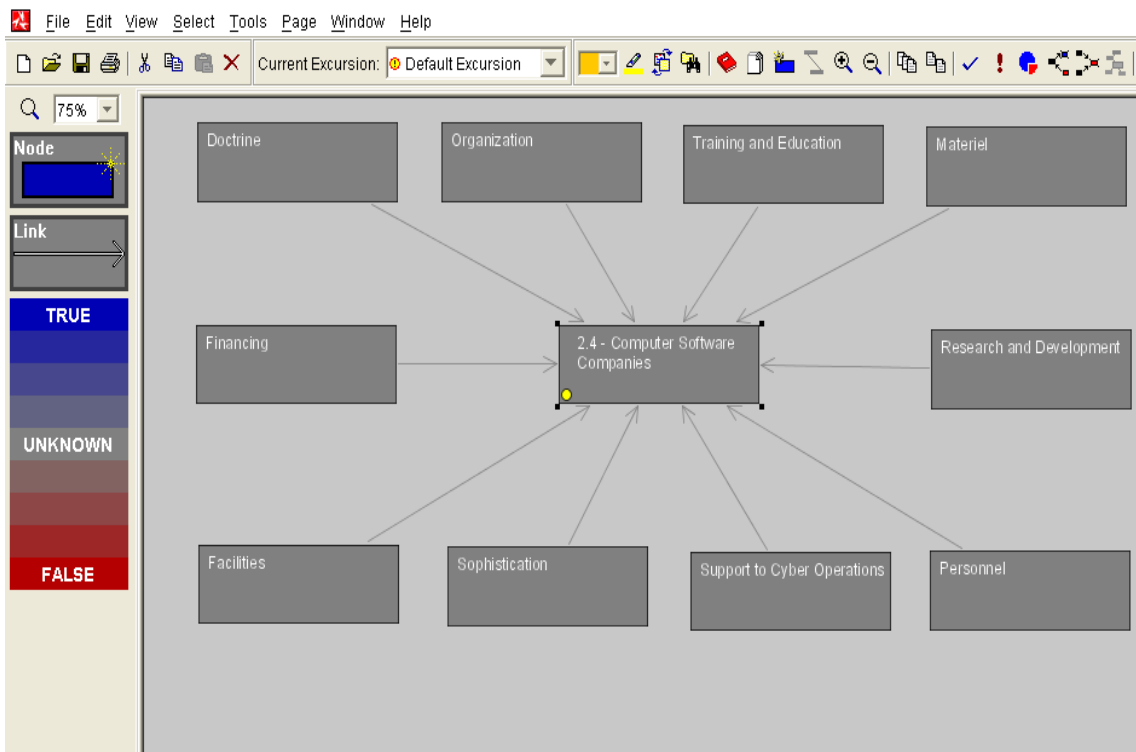 File Edit View Select Tools Page Window Help
Current Excursion: Default Excursion
75%
Node
Link
TRUE
UNKNOWN
FALSE
Doctrine
Organization
Training and Education
Materiel
Financing
2.4 - Computer Software
Companies
Research and Development
Facilities
Sophistication
Support to Cyber Operations
Personnel